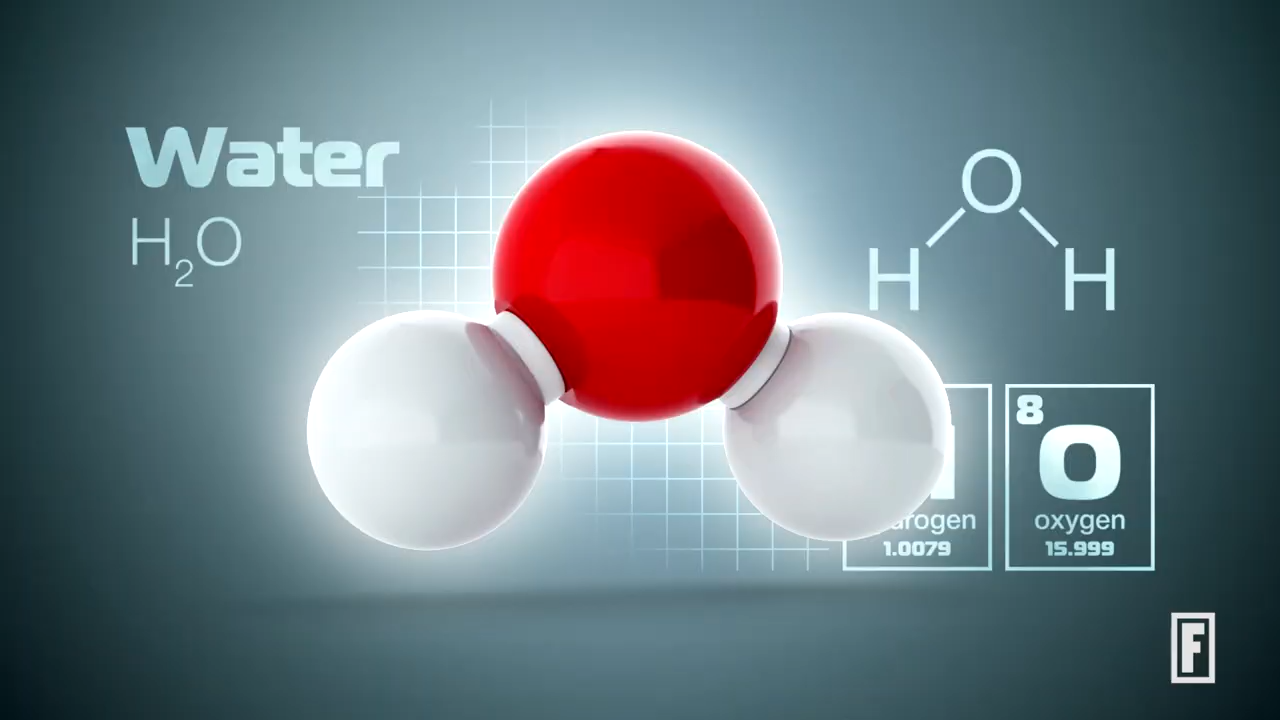 Water
H₂O
O
H H
8
O
oxygen
15.999
1.0079
F